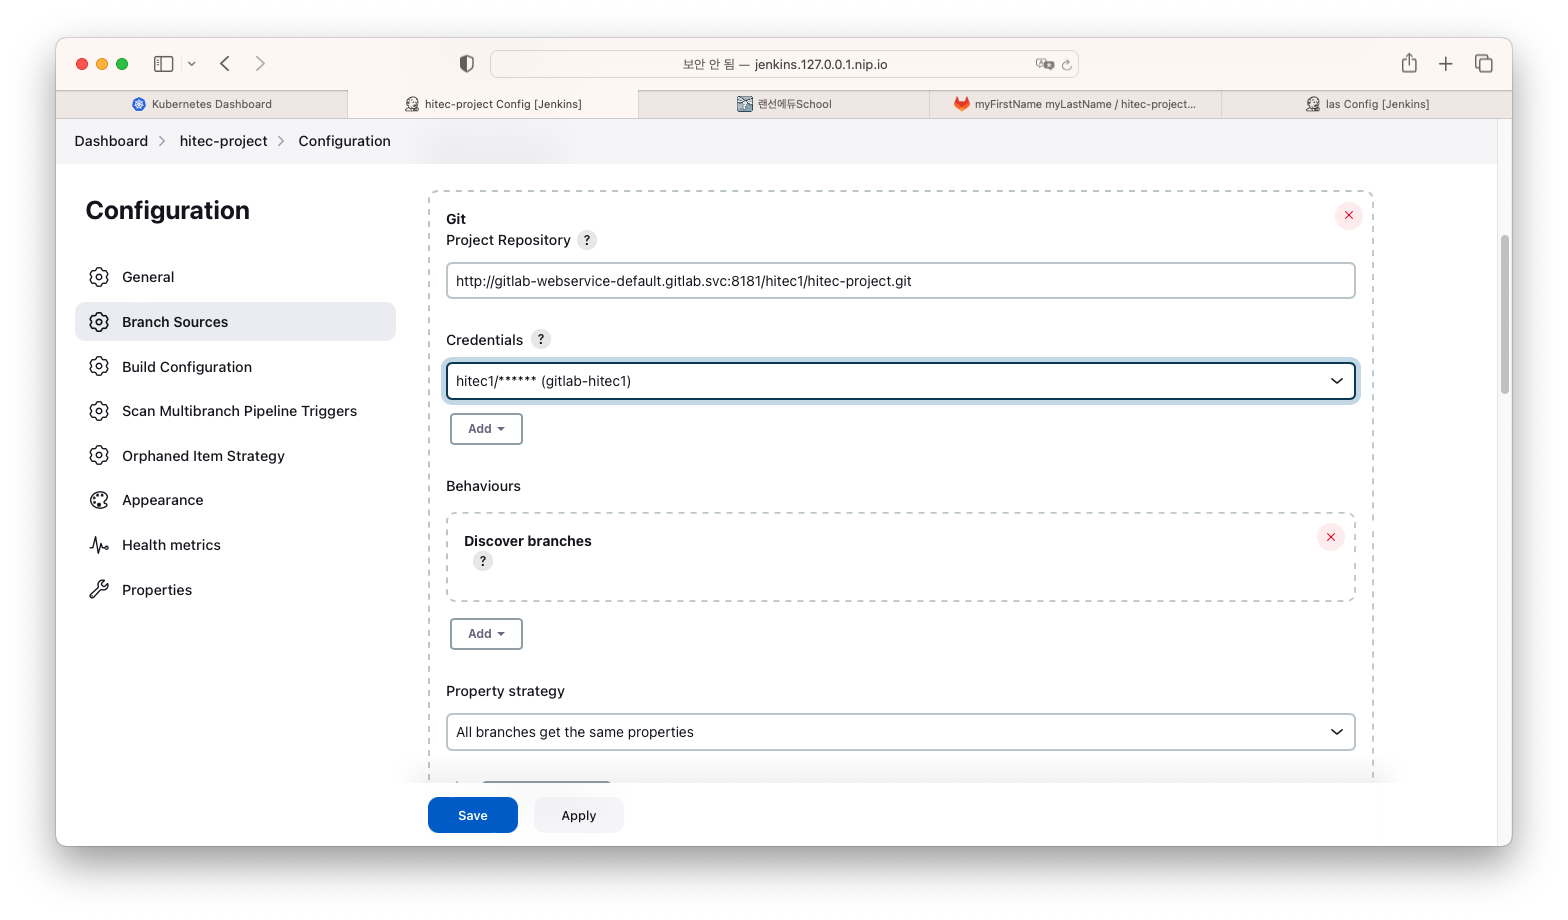 보안 안 됨 — jenkins.127.0.0.1.nip.io
Kubernetes Dashboard
hitec-project Config [Jenkins]
랜선에듀School
myFirstName myLastName / hitec-project...
las Config [Jenkins]
Dashboard
hitec-project
Configuration
Configuration
General
Branch Sources
Build Configuration
Scan Multibranch Pipeline Triggers
Orphaned Item Strategy
Appearance
Health metrics
Properties
Git
Project Repository ?
http://gitlab-webservice-default.gitlab.svc:8181/hitec1/hitec-project.git
Credentials ?
hitec1/****** (gitlab-hitec1)
Add
Behaviours
Discover branches
?
Add
Property strategy
All branches get the same properties
Save
Apply